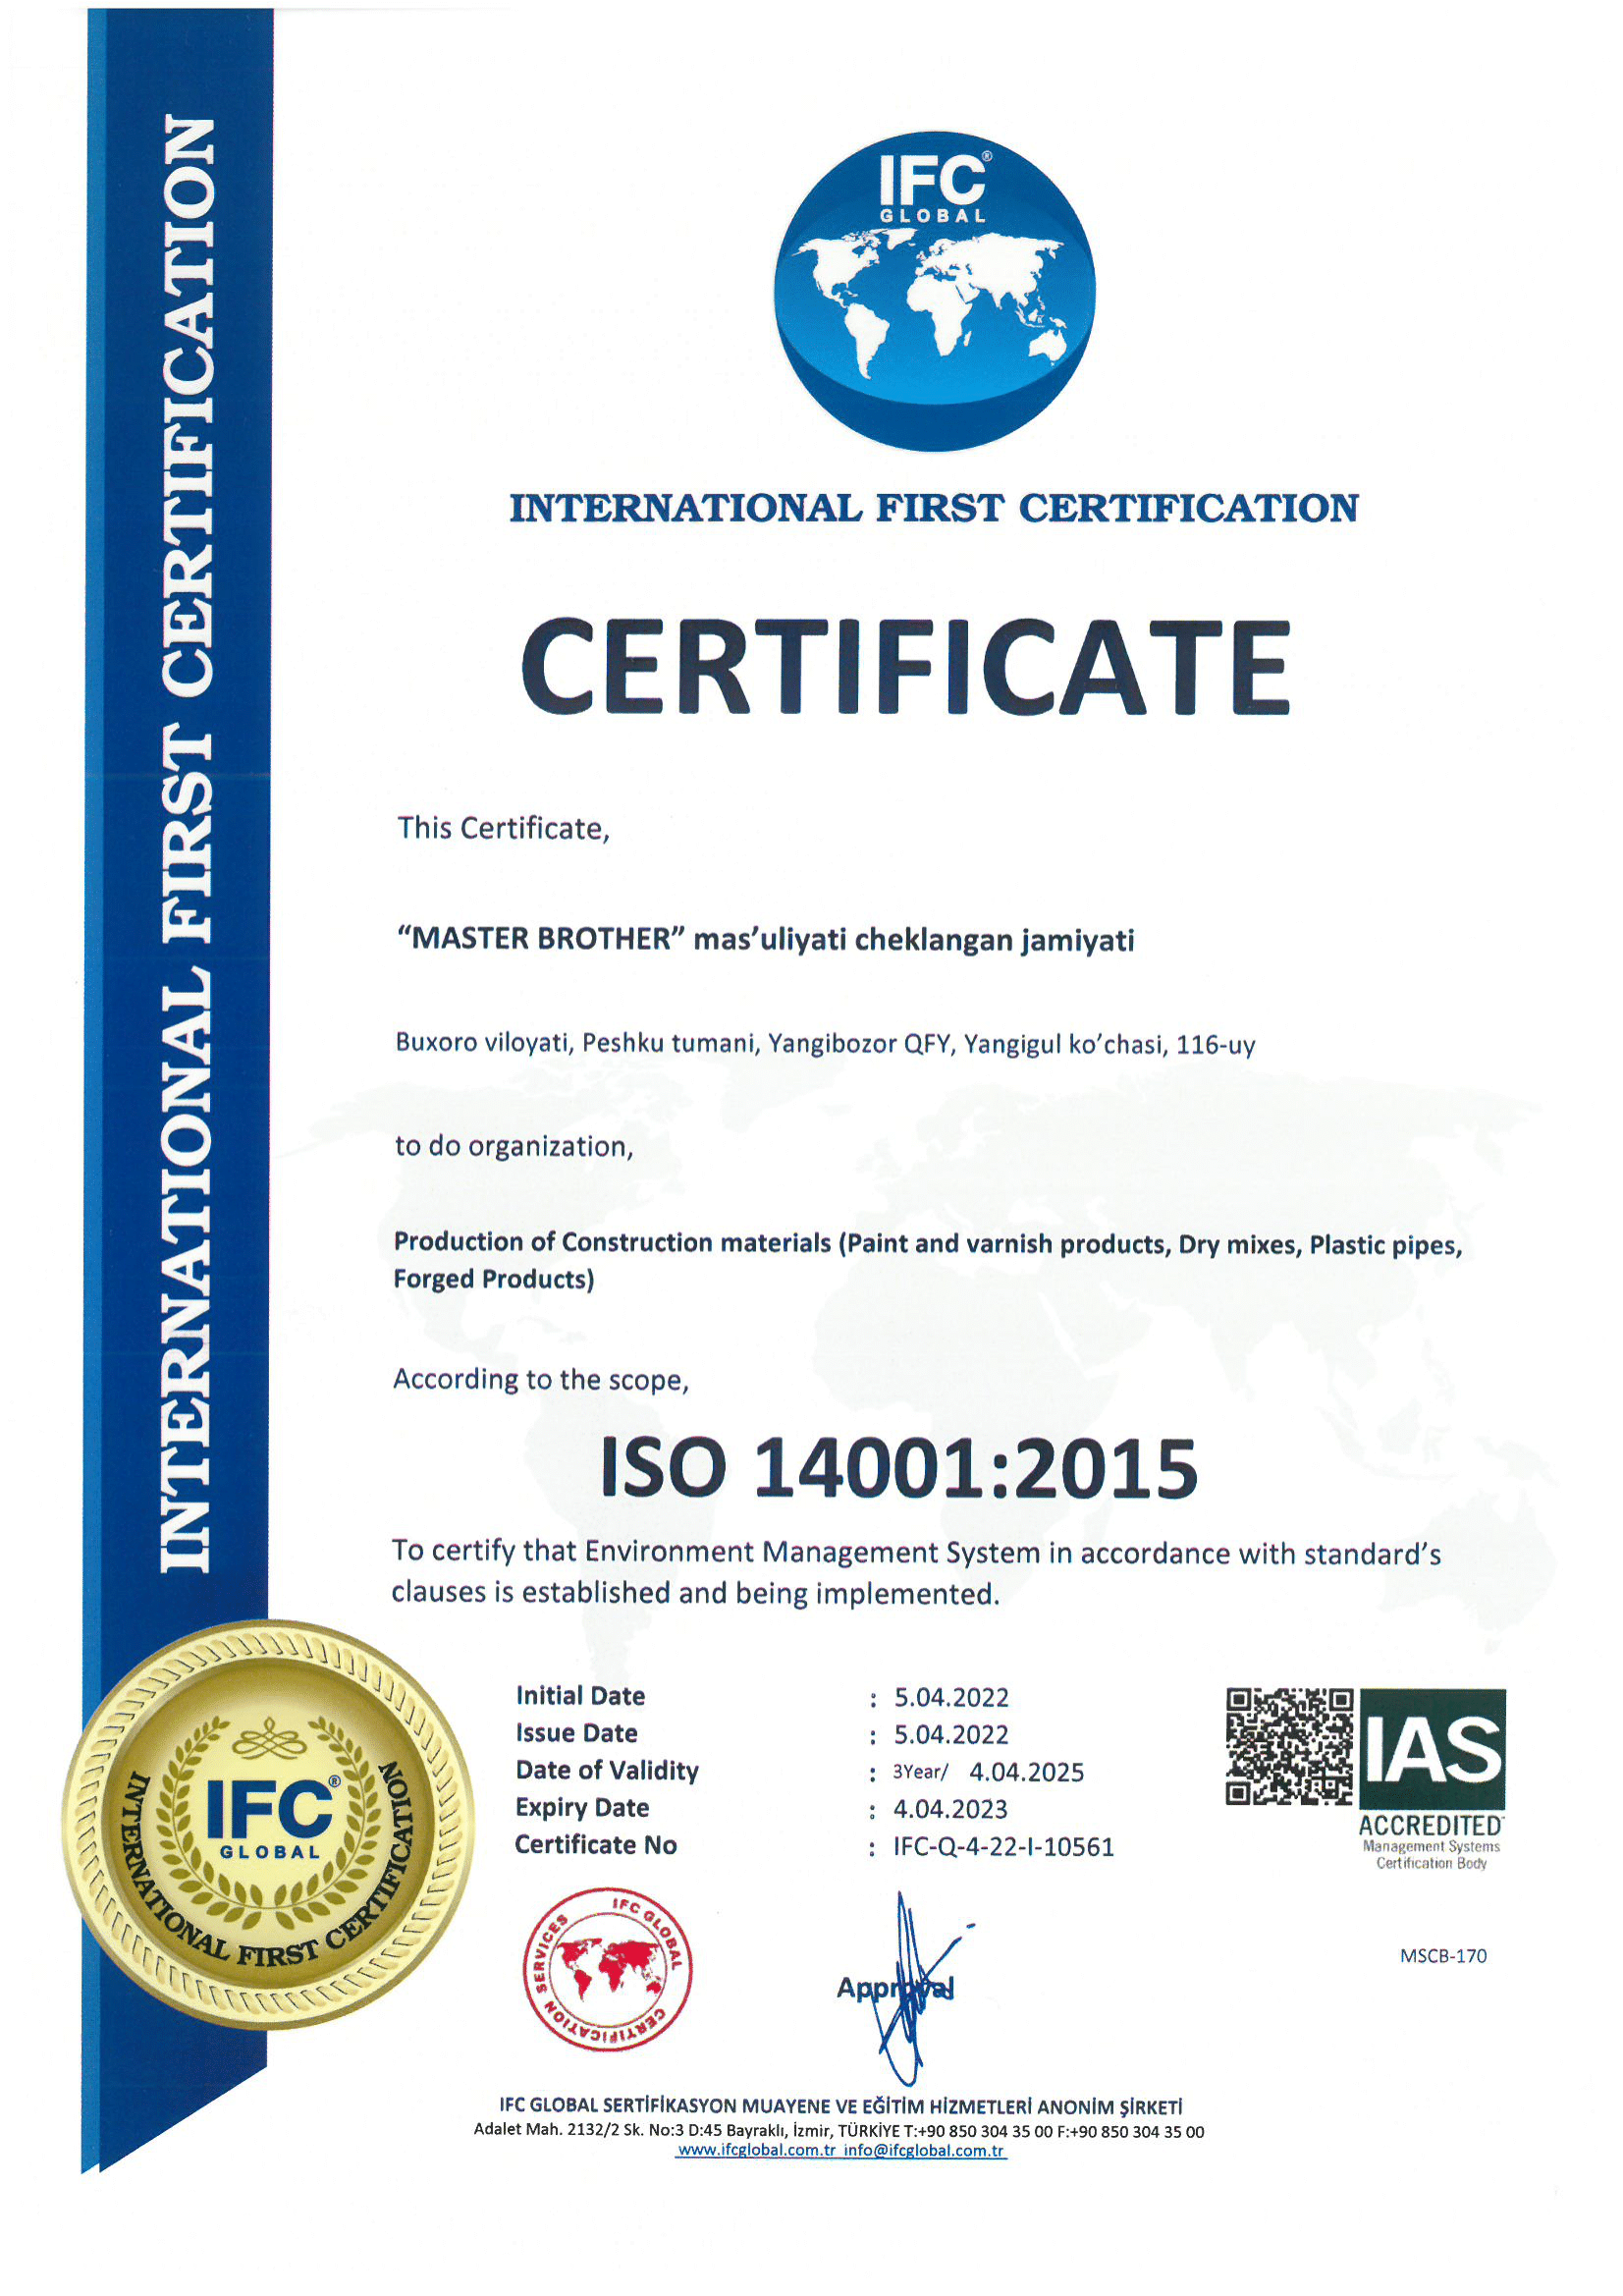 INTERNATIONAL FIRST CERTIFICATION
IFC®
GLOBAL
INTERNATIONAL FIRST CERTIFICATION
CERTIFICATE
This Certificate,
“MASTER BROTHER” mas’uliyati cheklangan jamiyati
Buxoro viloyati, Peshku tumani, Yangibozor QFY, Yangigul ko’chasi, 116-uy
to do organization,
Production of Construction materials (Paint and varnish products, Dry mixes, Plastic pipes,
Forged Products)
According to the scope,
ISO 14001:2015
To certify that Environment Management System in accordance with standard’s
clauses is established and being implemented.
Initial Date : 5.04.2022
Issue Date : 5.04.2022
Date of Validity : 3Year/ 4.04.2025
Expiry Date : 4.04.2023
Certificate No : IFC-Q-4-22-I-10561
IAS
ACCREDITED
Management Systems
Certification Body
MSCB-170
IFC®
GLOBAL
INTERNATIONAL FIRST CERTIFICATION
IFC GLOBAL CERTIFICATION SERVICES
Approval
IFC GLOBAL SERTİFİKASYON MUAYENE VE EĞİTİM HİZMETLERİ ANONİM ŞİRKETİ
Adalet Mah. 2132/2 Sk. No:3 D:45 Bayraklı, İzmir, TÜRKİYE T:+90 850 304 35 00 F:+90 850 304 35 00
www.ifcglobal.com.tr info@ifcglobal.com.tr